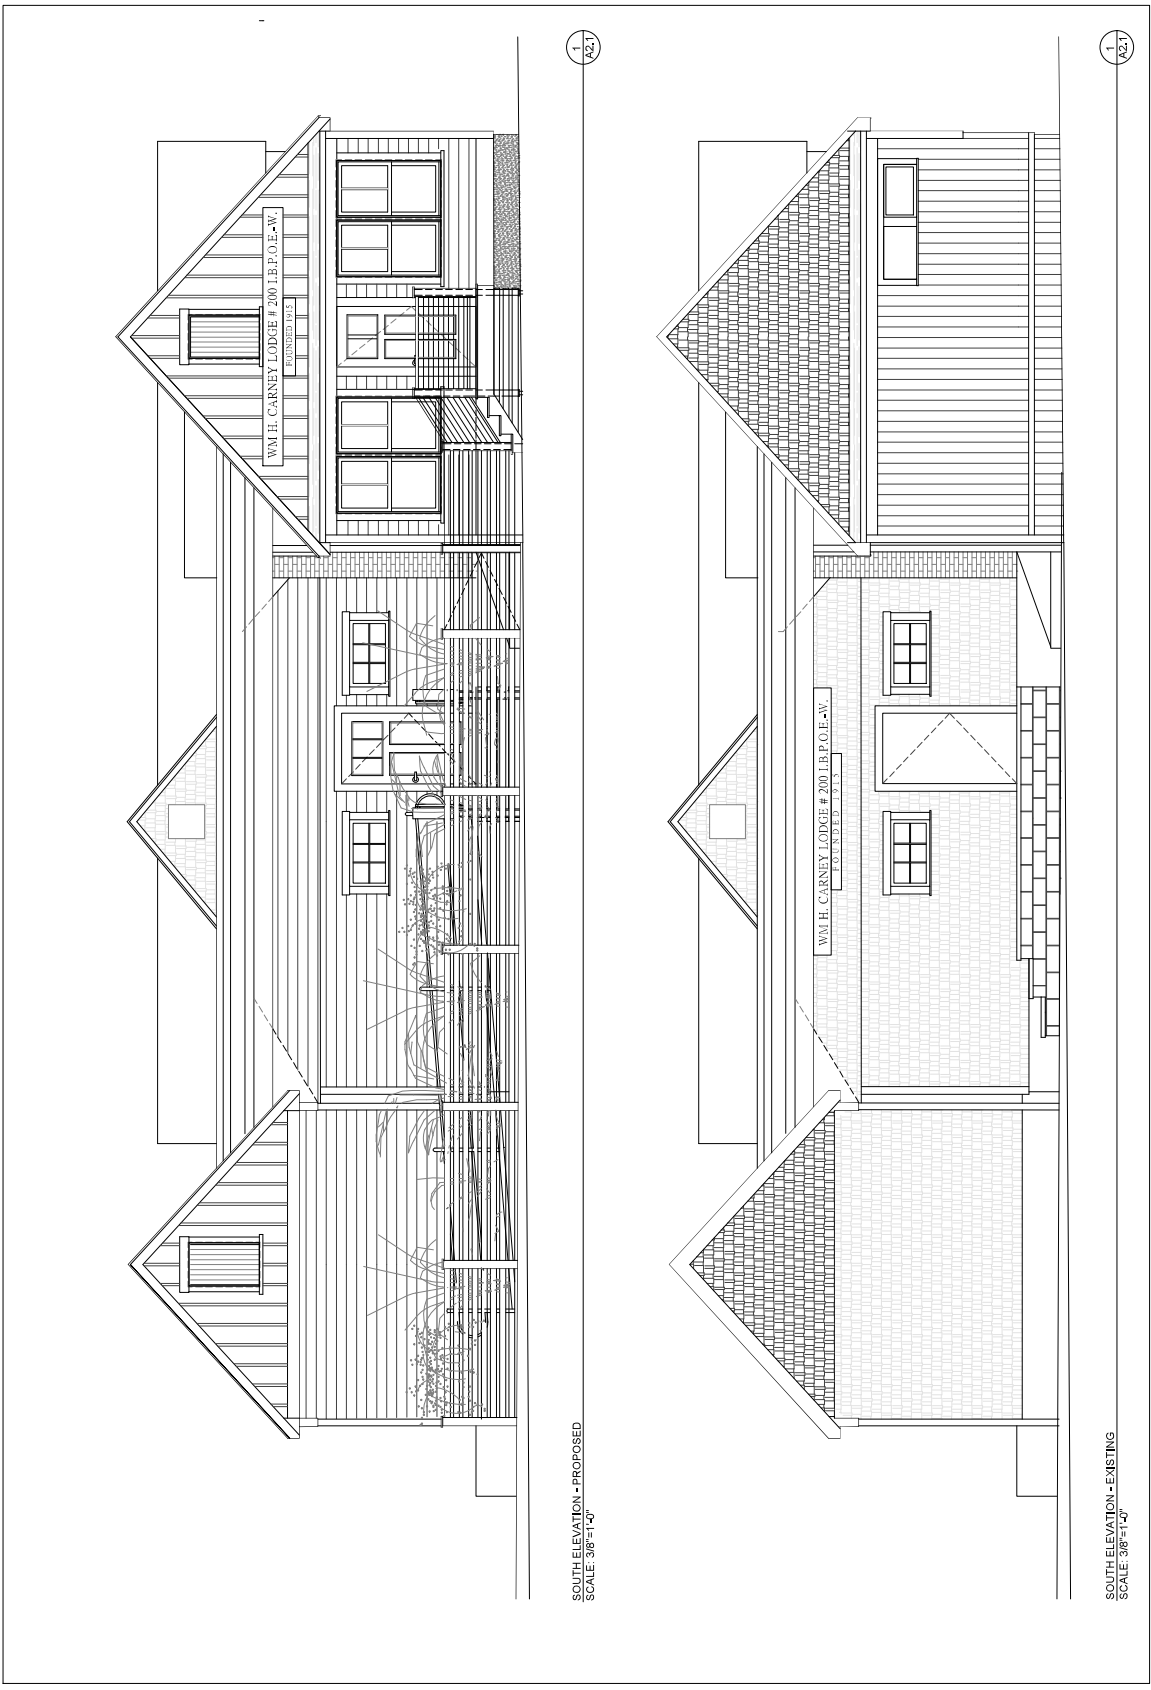 WM H. CARNEY LODGE # 200 I.B.P.O.E.-W.
FOUNDED 1915
SOUTH ELEVATION - PROPOSED
SCALE: 3/8"=1'-0"
1
A2.1
WM H. CARNEY LODGE # 200 I.B.P.O.E.-W.
FOUNDED 1915
SOUTH ELEVATION - EXISTING
SCALE: 3/8"=1'-0"
1
A2.1